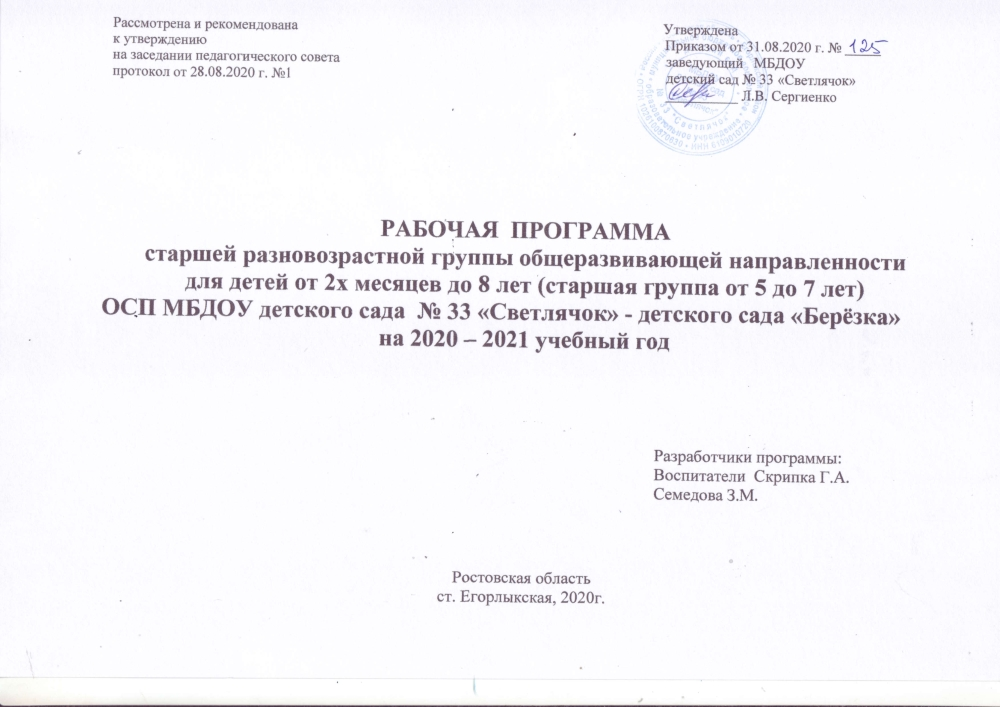 Рассмотрена и рекомендована
к утверждению
на заседании педагогического совета
протокол от 28.08.2020 г. №1
Утверждена
Приказом от 31.08.2020 г. № 125
заведующий МБДОУ
детский сад № 33 «Светлячок»
__________ Л.В. Сергиенко
РАБОЧАЯ ПРОГРАММА
старшей разновозрастной группы общеразвивающей направленности
для детей от 2х месяцев до 8 лет (старшая группа от 5 до 7 лет)
ОСП МБДОУ детского сада № 33 «Светлячок» - детского сада «Берёзка»
на 2020 – 2021 учебный год
Разработчики программы:
Воспитатели Скрипка Г.А.
Семедова З.М.
Ростовская область
ст. Егорлыкская, 2020г.